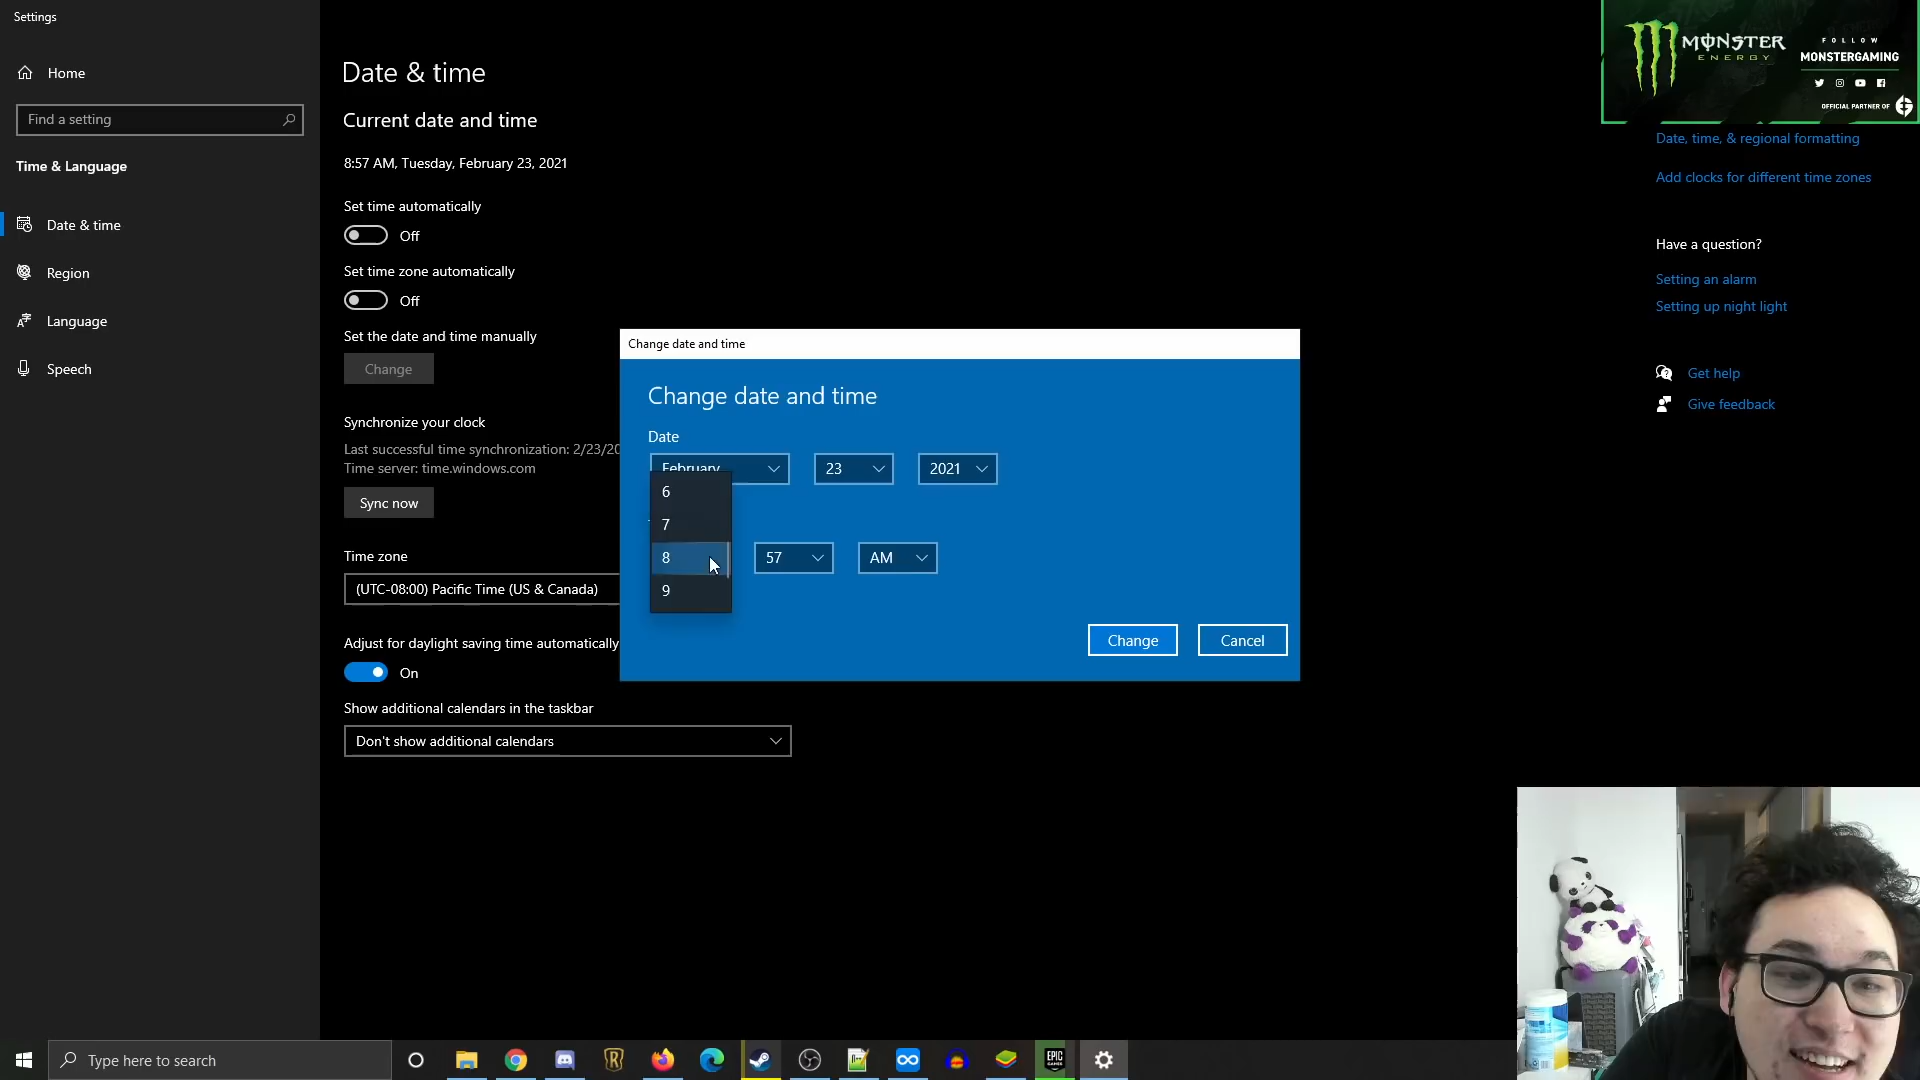 Settings
Home
Find a setting
Time & Language
Date & time
Region
Language
Speech
Date & time
Current date and time
8:57 AM, Tuesday, February 23, 2021
Set time automatically
Off
Set time zone automatically
Off
Set the date and time manually
Change
Synchronize your clock
Last successful time synchronization: 2/23/20
Time server: time.windows.com
Sync now
Time zone
(UTC-08:00) Pacific Time (US & Canada)
Adjust for daylight saving time automatically
On
Show additional calendars in the taskbar
Don't show additional calendars
Change date and time
Change date and time
Date
February
23
2021
6
7
8
9
57
AM
Change
Cancel
MONSTER
ENERGY
FOLLOW
MONSTERGAMING
OFFICIAL PARTNER OF
Date, time, & regional formatting
Add clocks for different time zones
Have a question?
Setting an alarm
Setting up night light
Get help
Give feedback
Type here to search
EPIC
GAMES